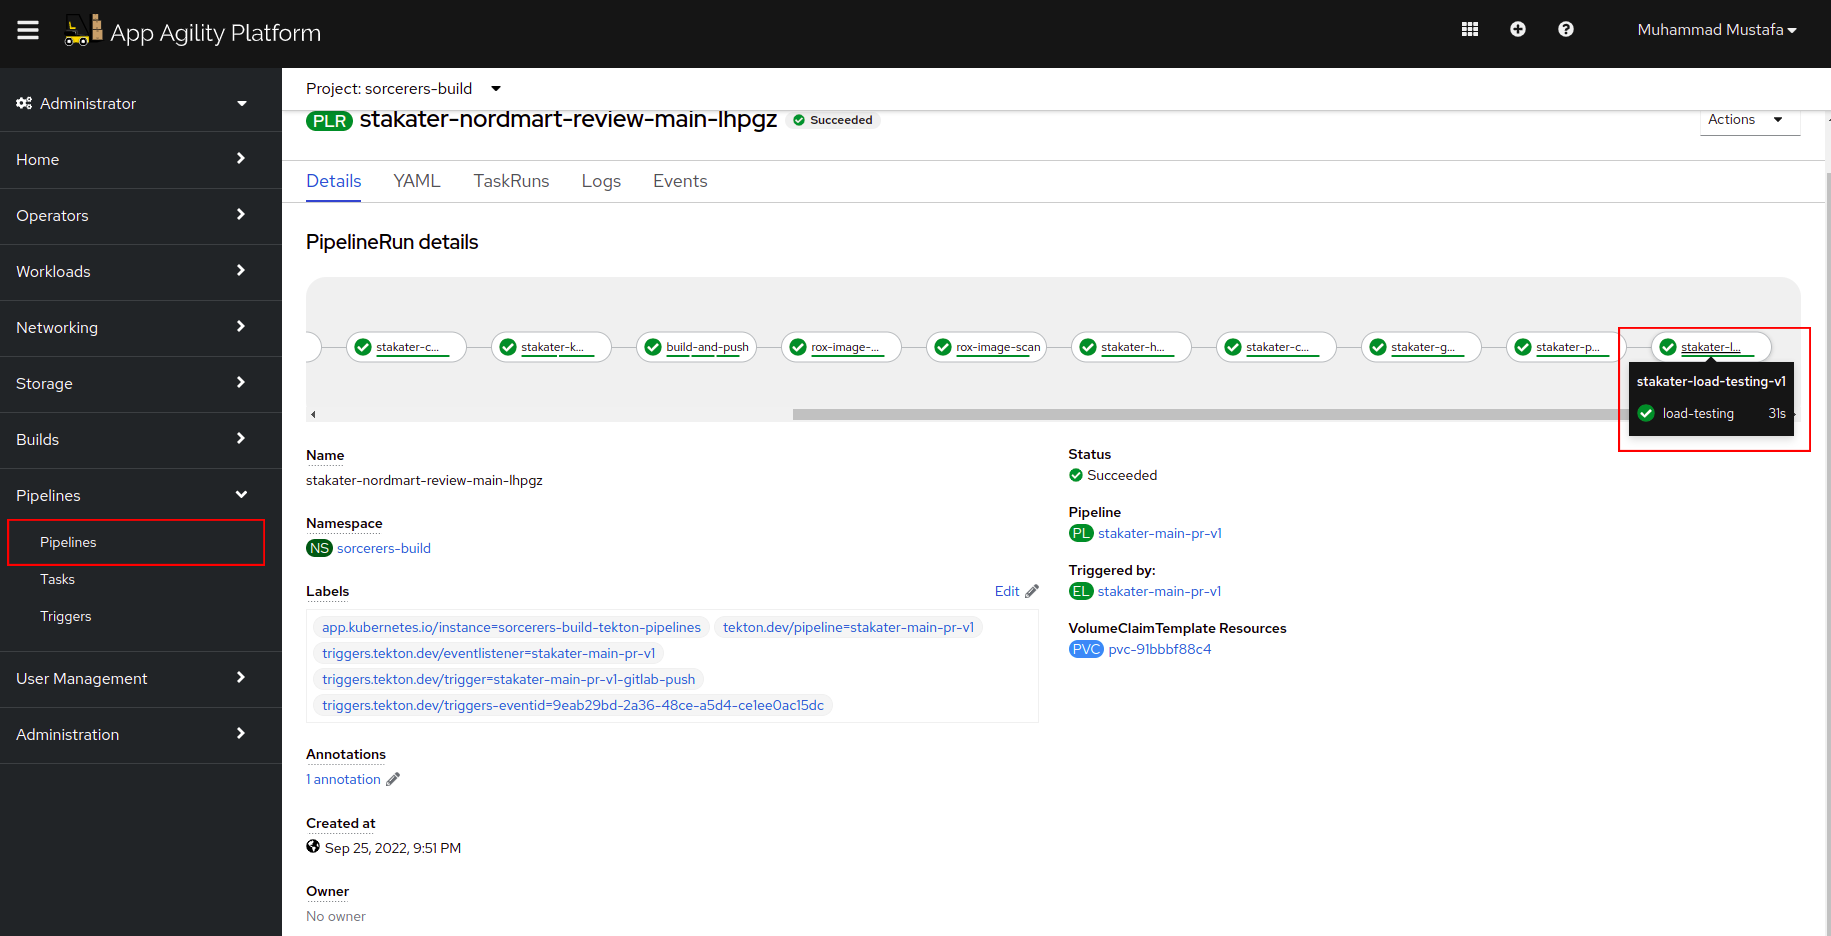 App Agility Platform
Muhammad Mustafa
Administrator
Home
Operators
Workloads
Networking
Storage
Builds
Pipelines
Pipelines
Tasks
Triggers
User Management
Administration
Project: sorcerers-build
PLR stakater-nordmart-review-main-lhpgz Succeeded
Actions
Details YAML TaskRuns Logs Events
PipelineRun details
stakater-c... stakater-k... build-and-push rox-image-... rox-image-scan stakater-h... stakater-c... stakater-g... stakater-p... stakater-l...
stakater-load-testing-v1
load-testing 31s
Name
stakater-nordmart-review-main-lhpgz
Namespace
NS sorcerers-build
Labels Edit
app.kubernetes.io/instance=sorcerers-build-tekton-pipelines tekton.dev/pipeline=stakater-main-pr-v1
triggers.tekton.dev/eventlistener=stakater-main-pr-v1
triggers.tekton.dev/trigger=stakater-main-pr-v1-gitlab-push
triggers.tekton.dev/triggers-eventid=9eab29bd-2a36-48ce-a5d4-ce1ee0ac15dc
Annotations
1 annotation
Created at
Sep 25, 2022, 9:51 PM
Owner
No owner
Status
Succeeded
Pipeline
PL stakater-main-pr-v1
Triggered by:
EL stakater-main-pr-v1
VolumeClaimTemplate Resources
PVC pvc-91bbbf88c4